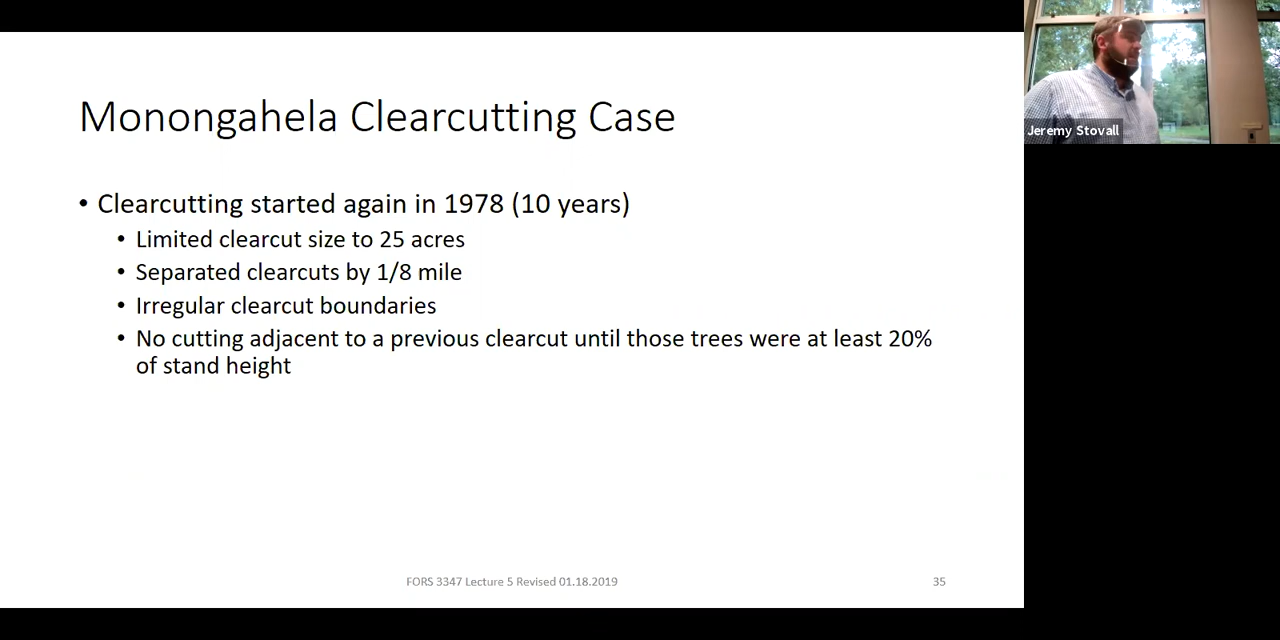 Monongahela Clearcutting Case
• Clearcutting started again in 1978 (10 years)
• Limited clearcut size to 25 acres
• Separated clearcuts by 1/8 mile
• Irregular clearcut boundaries
• No cutting adjacent to a previous clearcut until those trees were at least 20%
of stand height
FORS 3347 Lecture 5 Revised 01.18.2019
35
Jeremy Stovall